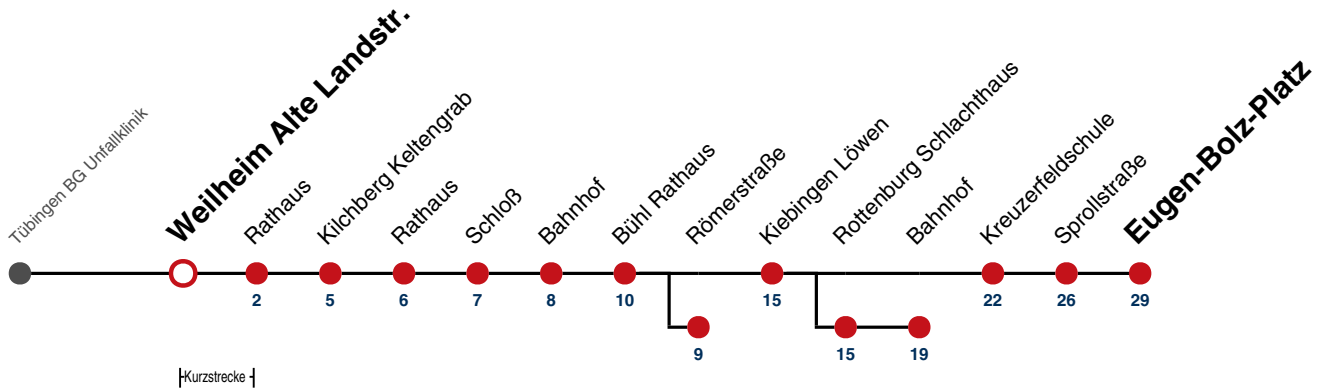 Tübingen BG Unfallklinik
Weilheim Alte Landstr.
Rathaus
Kilchberg Keltengrab
Rathaus
Schloß
Bahnhof
Bühl Rathaus
Römerstraße
Kiebingen Löwen
Rottenburg Schlachthaus
Bahnhof
Kreuzerfeldschule
Sprollstraße
Eugen-Bolz-Platz
2 5 6 7 8 10 15 22 26 29
9 15 19
Kurzstrecke